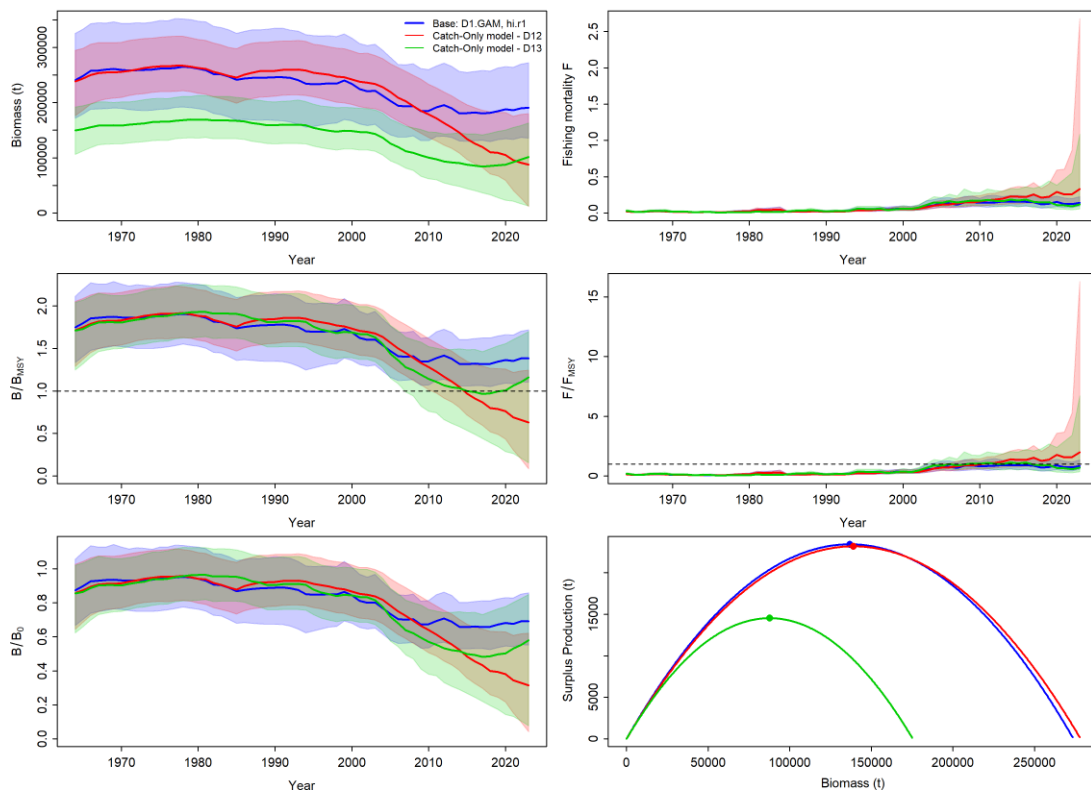 Base: D1.GAM, hi.r1
Catch-Only model - D12
Catch-Only model - D13
Biomass (t)
0 100000 200000 300000
1970 1980 1990 2000 2010 2020
Year
Fishing mortality F
0.0 0.5 1.0 1.5 2.0 2.5
1970 1980 1990 2000 2010 2020
Year
B/BMSY
0.0 0.5 1.0 1.5 2.0
1970 1980 1990 2000 2010 2020
Year
F/FMSY
0 5 10 15
1970 1980 1990 2000 2010 2020
Year
B/B0
0.0 0.2 0.4 0.6 0.8 1.0
1970 1980 1990 2000 2010 2020
Year
Surplus Production (t)
0 5000 15000
0 50000 100000 150000 200000 250000
Biomass (t)